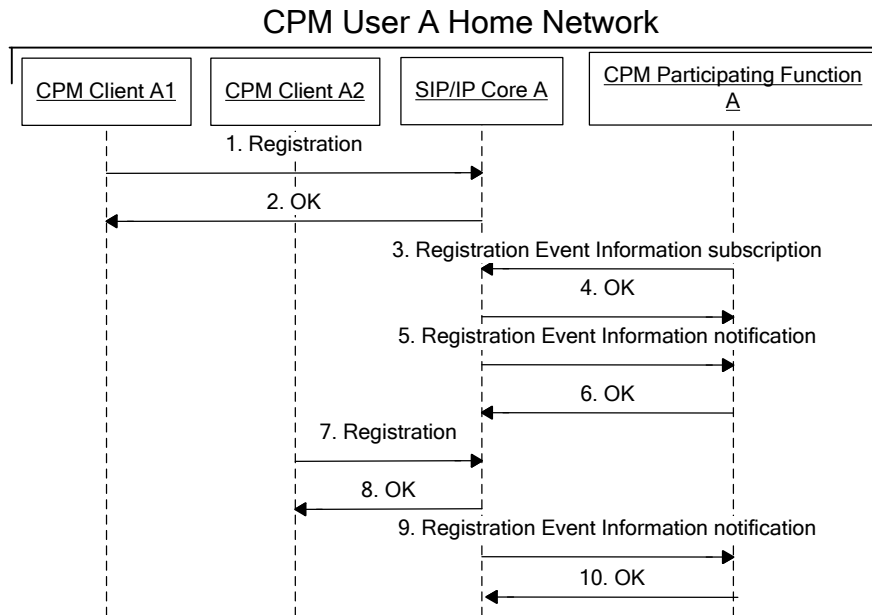 CPM User A Home Network
CPM Client A1
CPM Client A2
SIP/IP Core A
CPM Participating Function
A
1. Registration
2. OK
3. Registration Event Information subscription
4. OK
5. Registration Event Information notification
6. OK
7. Registration
8. OK
9. Registration Event Information notification
10. OK